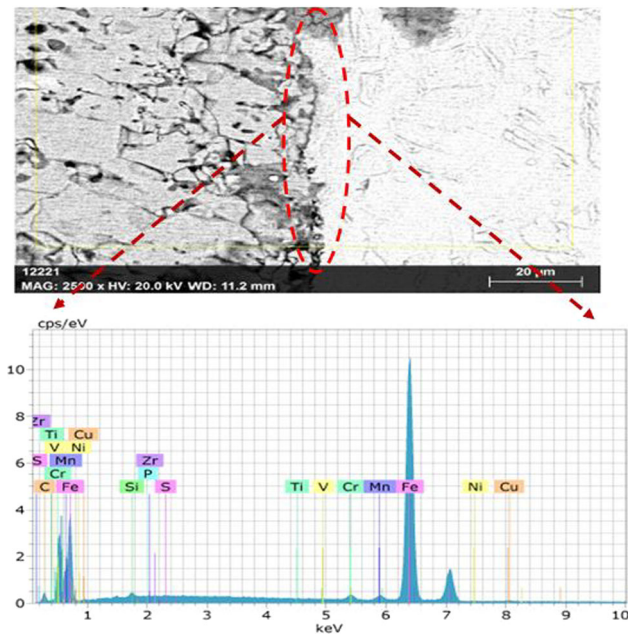 12221
MAG: 2500 x HV: 20.0 kV WD: 11.2 mm
20 µm
cps/eV
10
8
6
4
2
0
Zr
Ti Cu
V Ni
S Mn Zr
Cr P
C Fe Si S Ti V Cr Mn Fe Ni Cu
1 2 3 4 5 6 7 8 9 10
keV